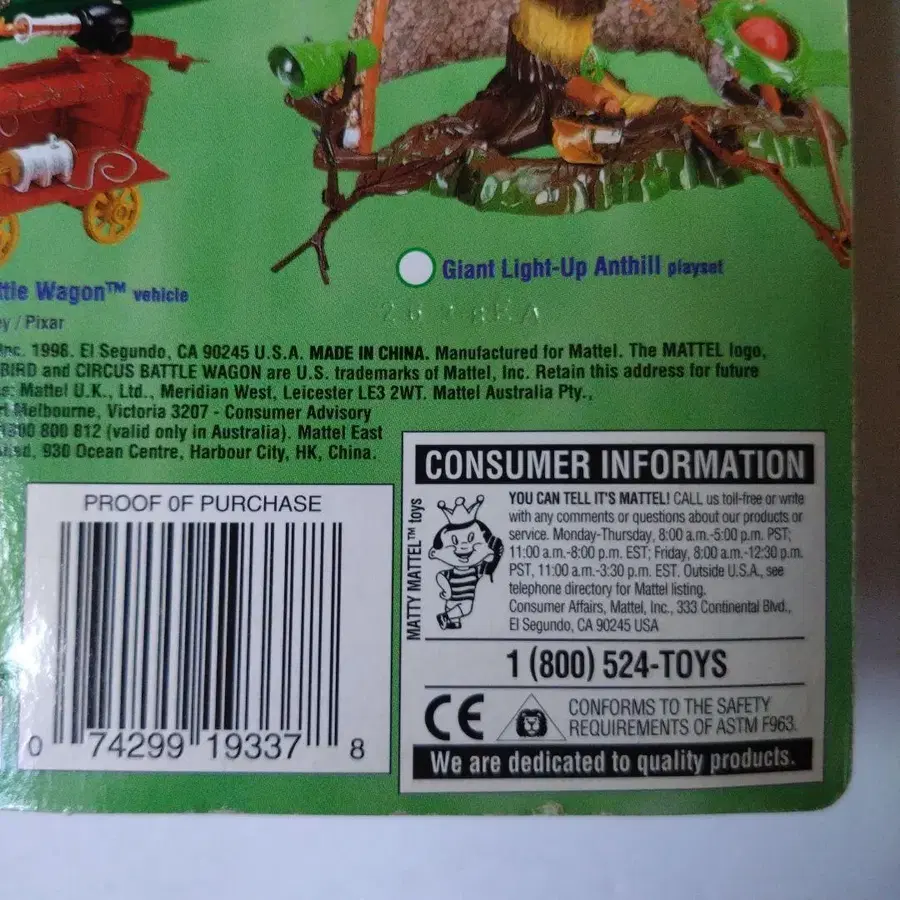 Giant Light-Up Anthill playset
ttle Wagon™ vehicle
ey / Pixar
Inc. 1998. El Segundo, CA 90245 U.S.A. MADE IN CHINA. Manufactured for Mattel. The MATTEL logo,
BIRD and CIRCUS BATTLE WAGON are U.S. trademarks of Mattel, Inc. Retain this address for future
s: Mattel U.K., Ltd., Meridian West, Leicester LE3 2WT. Mattel Australia Pty.,
rt Melbourne, Victoria 3207 - Consumer Advisory
1300 800 812 (valid only in Australia). Mattel East
930 Ocean Centre, Harbour City, HK, China.
PROOF OF PURCHASE
0 74299 19337 8
CONSUMER INFORMATION
MATTY MATTEL™ toys
YOU CAN TELL IT'S MATTEL! CALL us toll-free or write
with any comments or questions about our products or
service. Monday-Thursday, 8:00 a.m.-5:00 p.m. PST;
11:00 a.m.-8:00 p.m. EST; Friday, 8:00 a.m.-12:30 p.m.
PST, 11:00 a.m.-3:30 p.m. EST. Outside U.S.A., see
telephone directory for Mattel listing.
Consumer Affairs, Mattel, Inc., 333 Continental Blvd.,
El Segundo, CA 90245 USA
1 (800) 524-TOYS
CE
CONFORMS TO THE SAFETY
REQUIREMENTS OF ASTM F963.
We are dedicated to quality products.